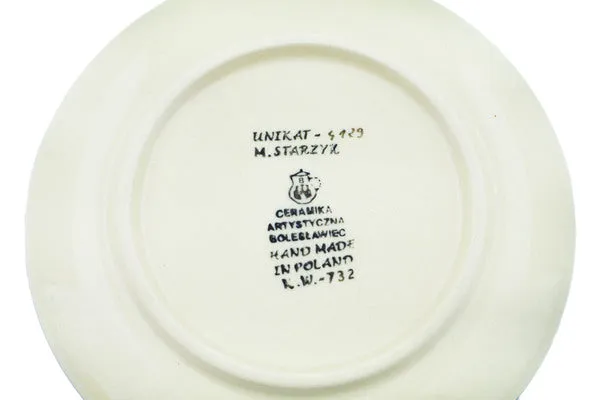 UNIKAT - 4129
M. STARZYK
B
CERAMIKA
ARTYSTYCZNA
BOLESŁAWIEC
HAND MADE
IN POLAND
K.W.-732